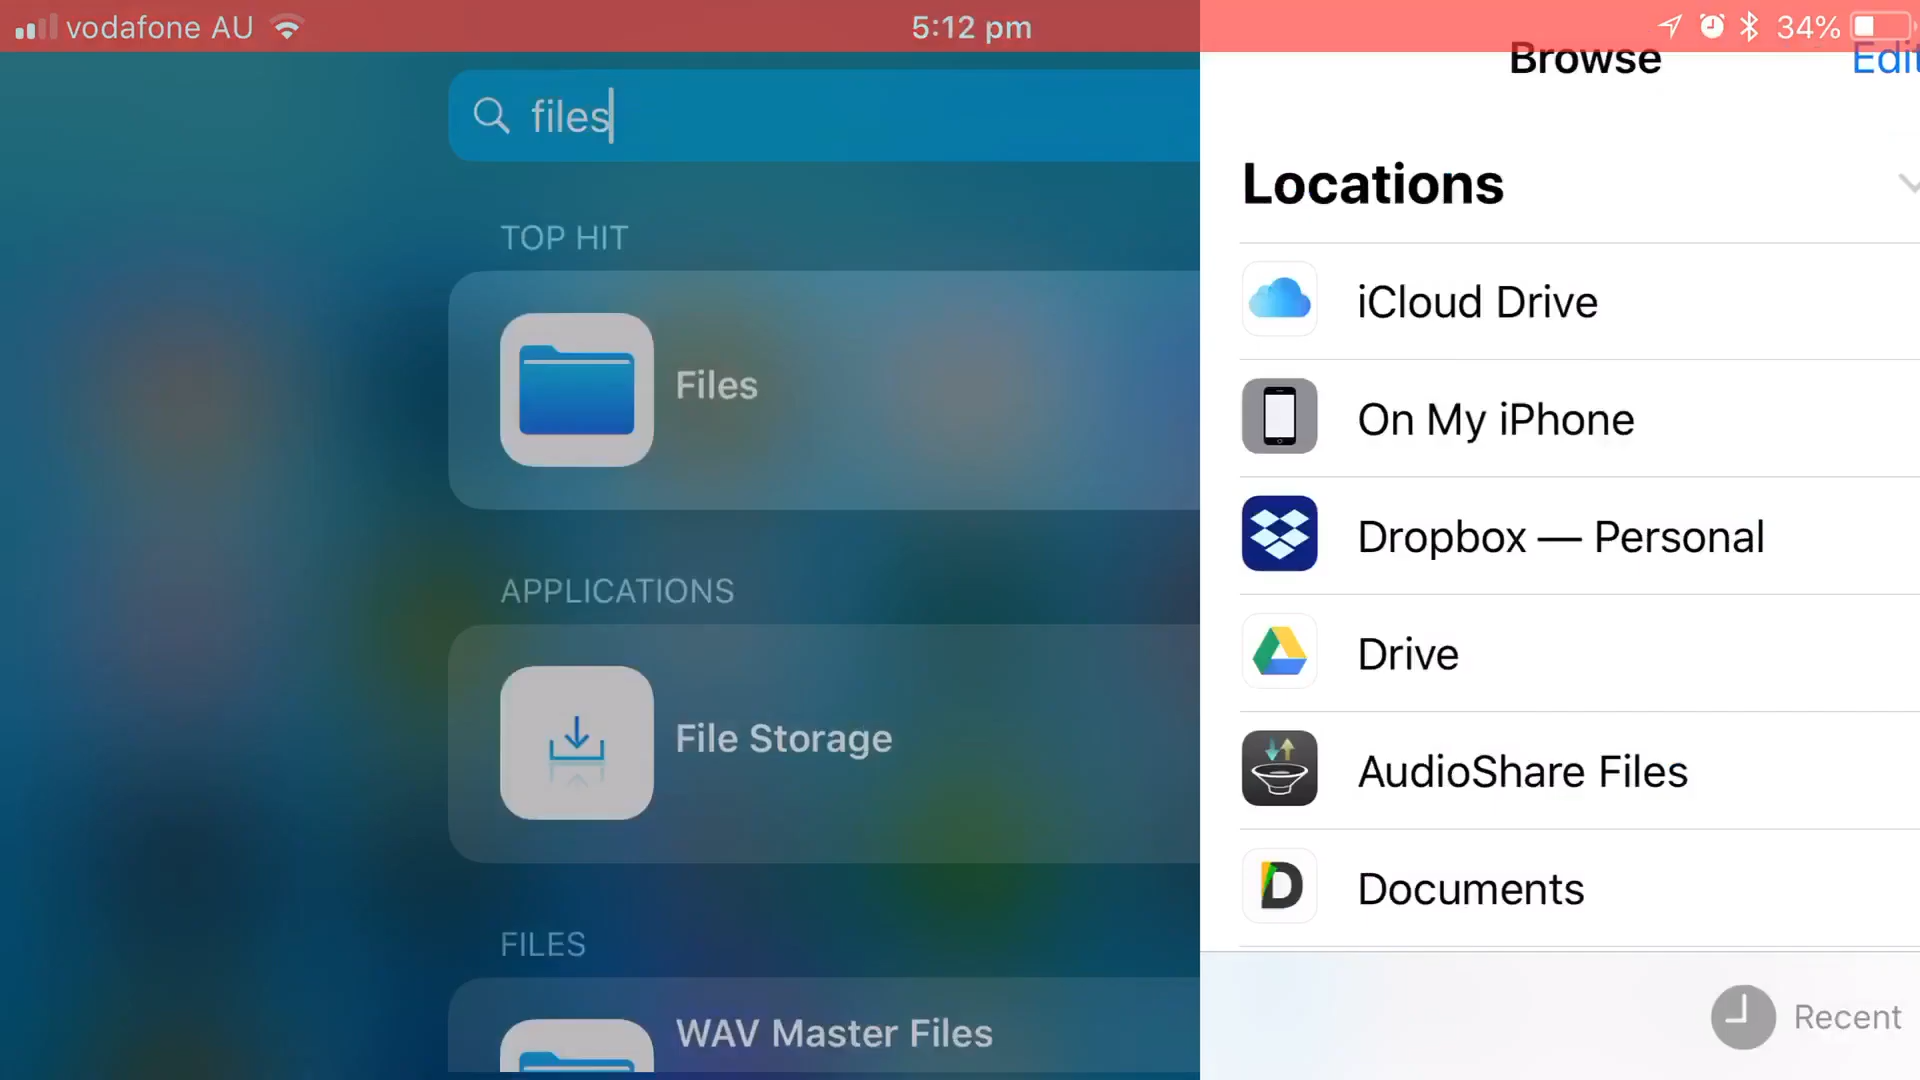 vodafone AU
5:12 pm
34%
files
TOP HIT
Files
APPLICATIONS
File Storage
FILES
WAV Master Files
Browse
Edit
Locations
iCloud Drive
On My iPhone
Dropbox — Personal
Drive
AudioShare Files
Documents
Recent